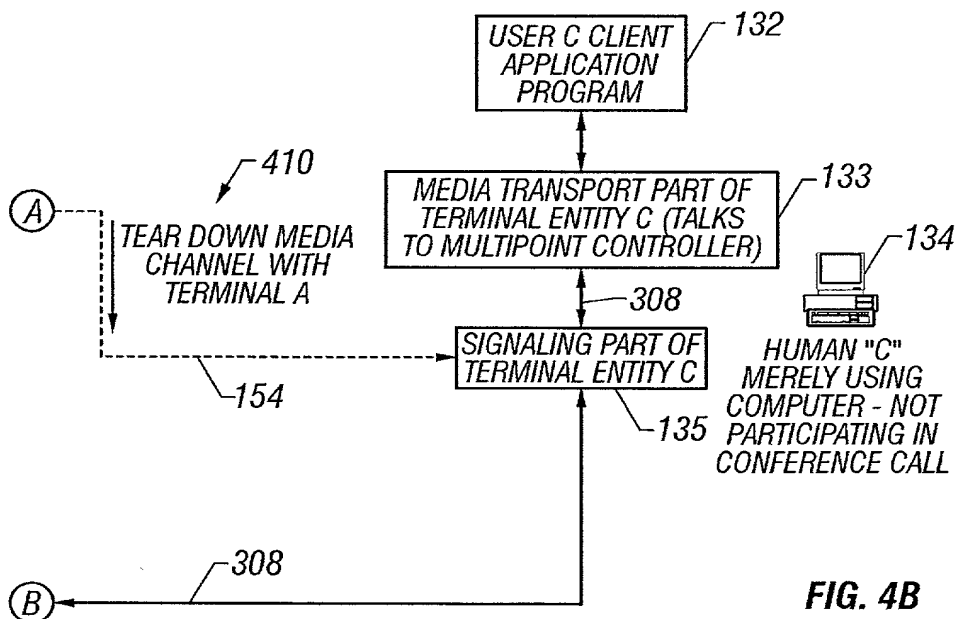 USER C CLIENT
APPLICATION
PROGRAM
132
410
A
TEAR DOWN MEDIA
CHANNEL WITH
TERMINAL A
MEDIA TRANSPORT PART OF
TERMINAL ENTITY C (TALKS
TO MULTIPOINT CONTROLLER)
133
134
308
SIGNALING PART OF
TERMINAL ENTITY C
154
135
HUMAN "C"
MERELY USING
COMPUTER - NOT
PARTICIPATING IN
CONFERENCE CALL
308
B
FIG. 4B